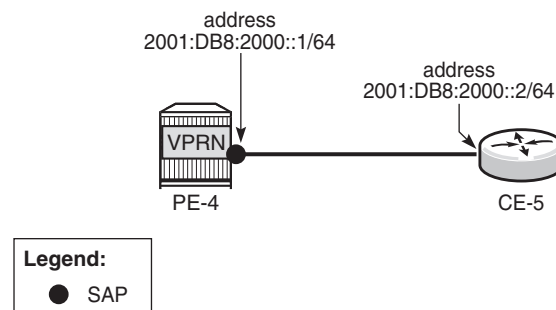 address
2001:DB8:2000::1/64
address
2001:DB8:2000::2/64
VPRN
PE-4
CE-5
Legend:
SAP